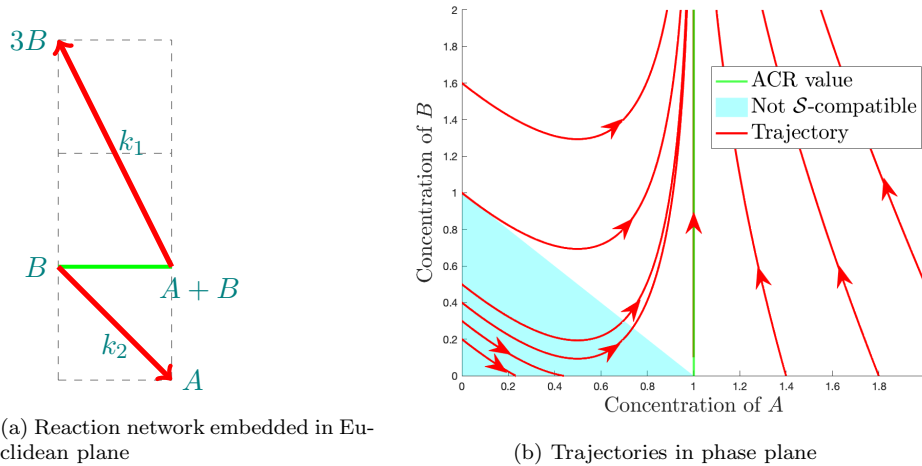 3B
k₁
B
A + B
k₂
A
(a) Reaction network embedded in Eu-
clidean plane
2
1.8
1.6
1.4
1.2
1
0.8
0.6
0.4
0.2
0
Concentration of B
0 0.2 0.4 0.6 0.8 1.0 1.2 1.4 1.6 1.8
Concentration of A
ACR value
Not 𝒮-compatible
Trajectory
(b) Trajectories in phase plane